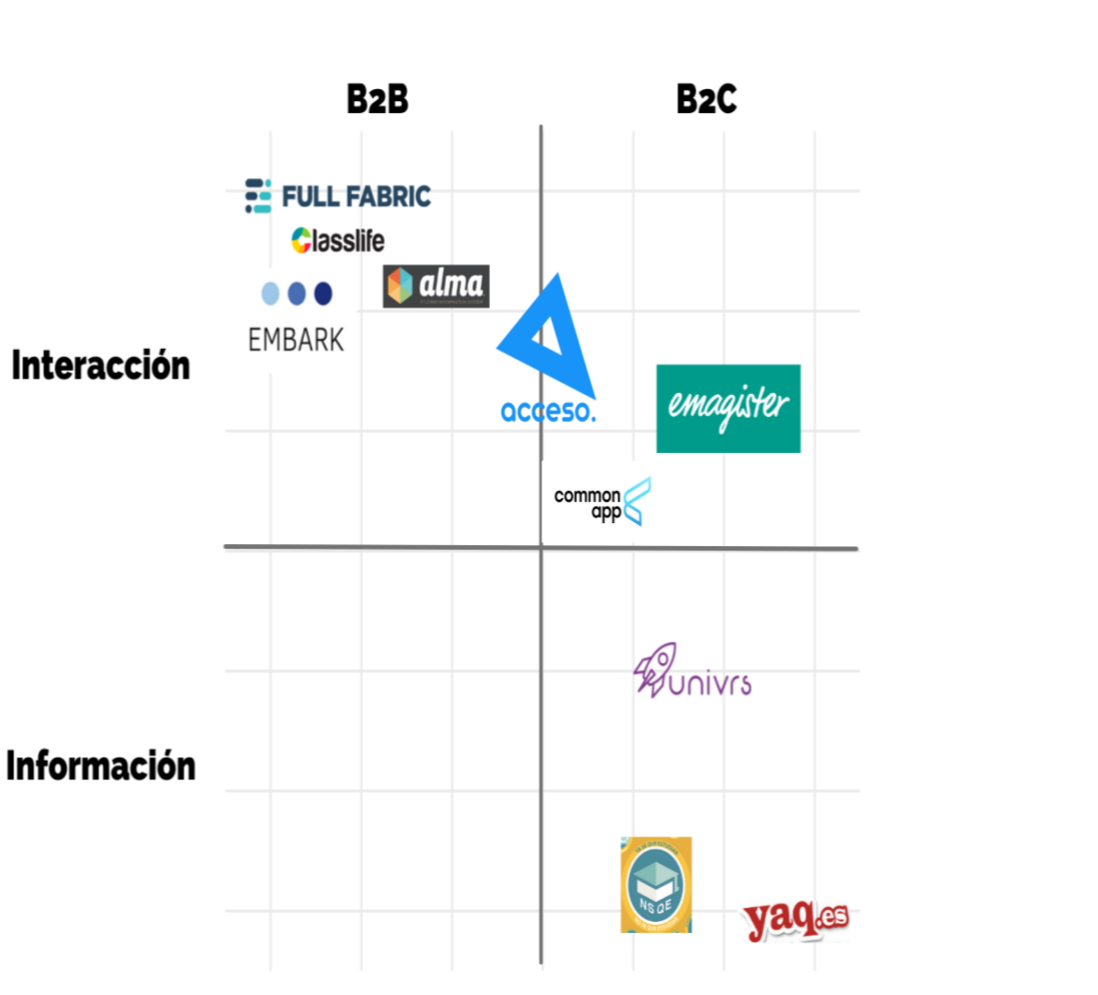 B2B
B2C
FULL FABRIC
Classlife
alma
EMBARK
Interacción
acceso.
emagister
common
app
univrs
Información
NSQE
yaq.es